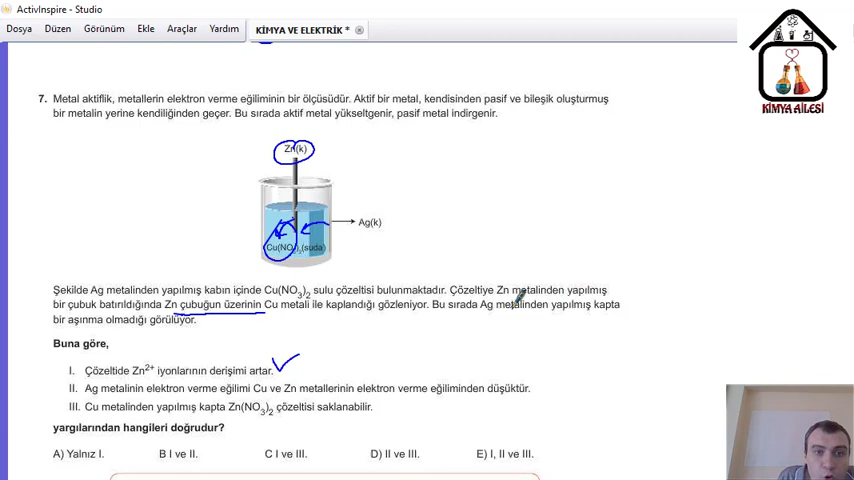 ActivInspire - Studio
Dosya Düzen Görünüm Ekle Araçlar Yardım KİMYA VE ELEKTRİK *
KİMYA AİLESİ
7. Metal aktiflik, metallerin elektron verme eğiliminin bir ölçüsüdür. Aktif bir metal, kendisinden pasif ve bileşik oluşturmuş
bir metalin yerine kendiliğinden geçer. Bu sırada aktif metal yükseltgenir, pasif metal indirgenir.
Zn(k)
Ag(k)
Cu(NO3)2(suda)
Şekilde Ag metalinden yapılmış kabın içinde Cu(NO3)2 sulu çözeltisi bulunmaktadır. Çözeltiye Zn metalinden yapılmış
bir çubuk batırıldığında Zn çubuğun üzerinin Cu metali ile kaplandığı gözleniyor. Bu sırada Ag metalinden yapılmış kapta
bir aşınma olmadığı görülüyor.
Buna göre,
I. Çözeltide Zn2+ iyonlarının derişimi artar.
II. Ag metalinin elektron verme eğilimi Cu ve Zn metallerinin elektron verme eğiliminden düşüktür.
III. Cu metalinden yapılmış kapta Zn(NO3)2 çözeltisi saklanabilir.
yargılarından hangileri doğrudur?
A) Yalnız I. B I ve II. C I ve III. D) II ve III. E) I, II ve III.